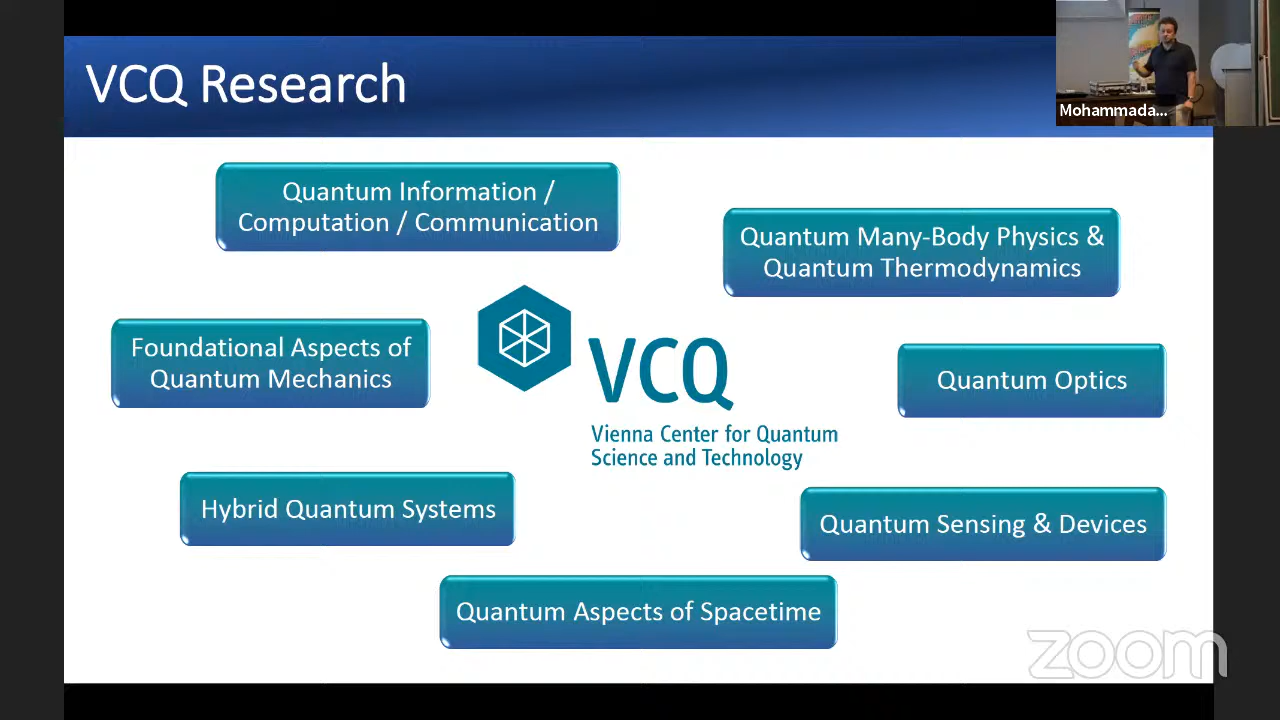 VCQ Research
Mohammada...
Quantum Information /
Computation / Communication
Quantum Many-Body Physics &
Quantum Thermodynamics
Foundational Aspects of
Quantum Mechanics
VCQ
Vienna Center for Quantum
Science and Technology
Quantum Optics
Hybrid Quantum Systems
Quantum Sensing & Devices
Quantum Aspects of Spacetime
zoom